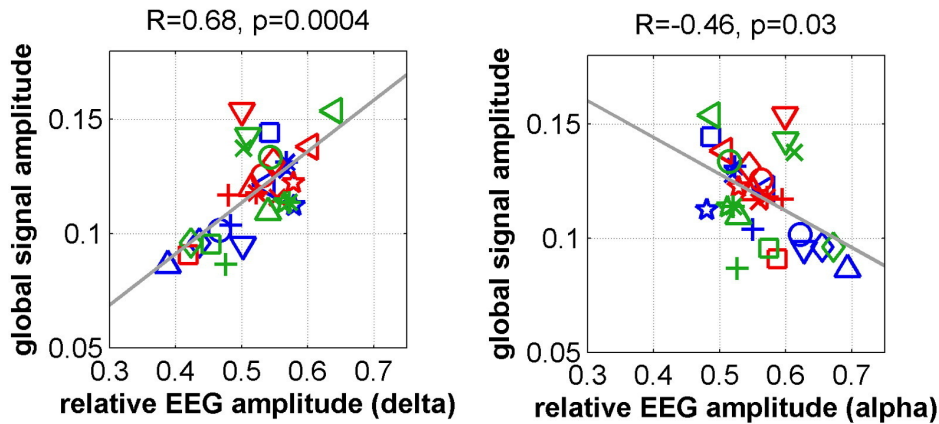 R=0.68, p=0.0004
global signal amplitude
0.15
0.1
0.05
0.3 0.4 0.5 0.6 0.7
relative EEG amplitude (delta)
R=-0.46, p=0.03
global signal amplitude
0.15
0.1
0.05
0.3 0.4 0.5 0.6 0.7
relative EEG amplitude (alpha)